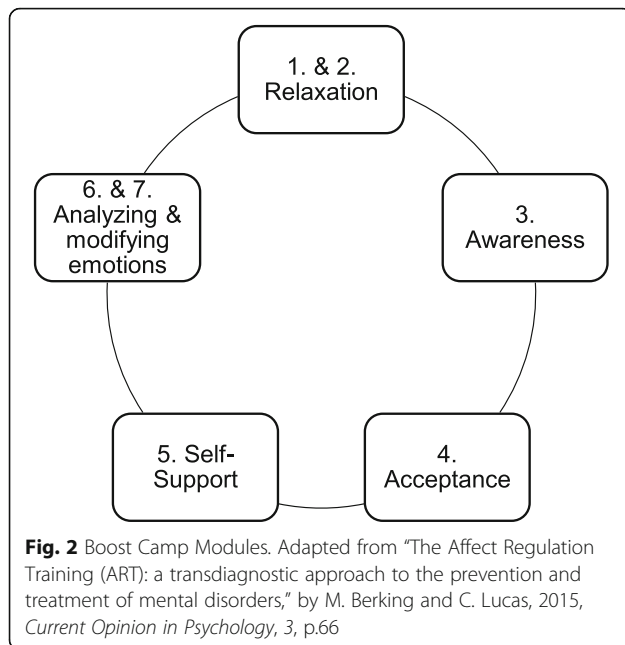 1. & 2.
Relaxation
3.
Awareness
4.
Acceptance
5. Self-
Support
6. & 7.
Analyzing &
modifying
emotions
Fig. 2 Boost Camp Modules. Adapted from "The Affect Regulation
Training (ART): a transdiagnostic approach to the prevention and
treatment of mental disorders," by M. Berking and C. Lucas, 2015,
Current Opinion in Psychology, 3, p.66